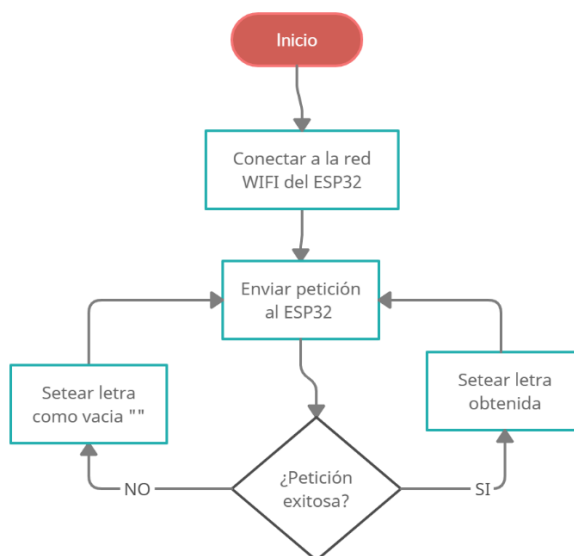 Inicio
Conectar a la red
WIFI del ESP32
Enviar petición
al ESP32
Setear letra
como vacia ""
Setear letra
obtenida
¿Petición
exitosa?
NO
SI